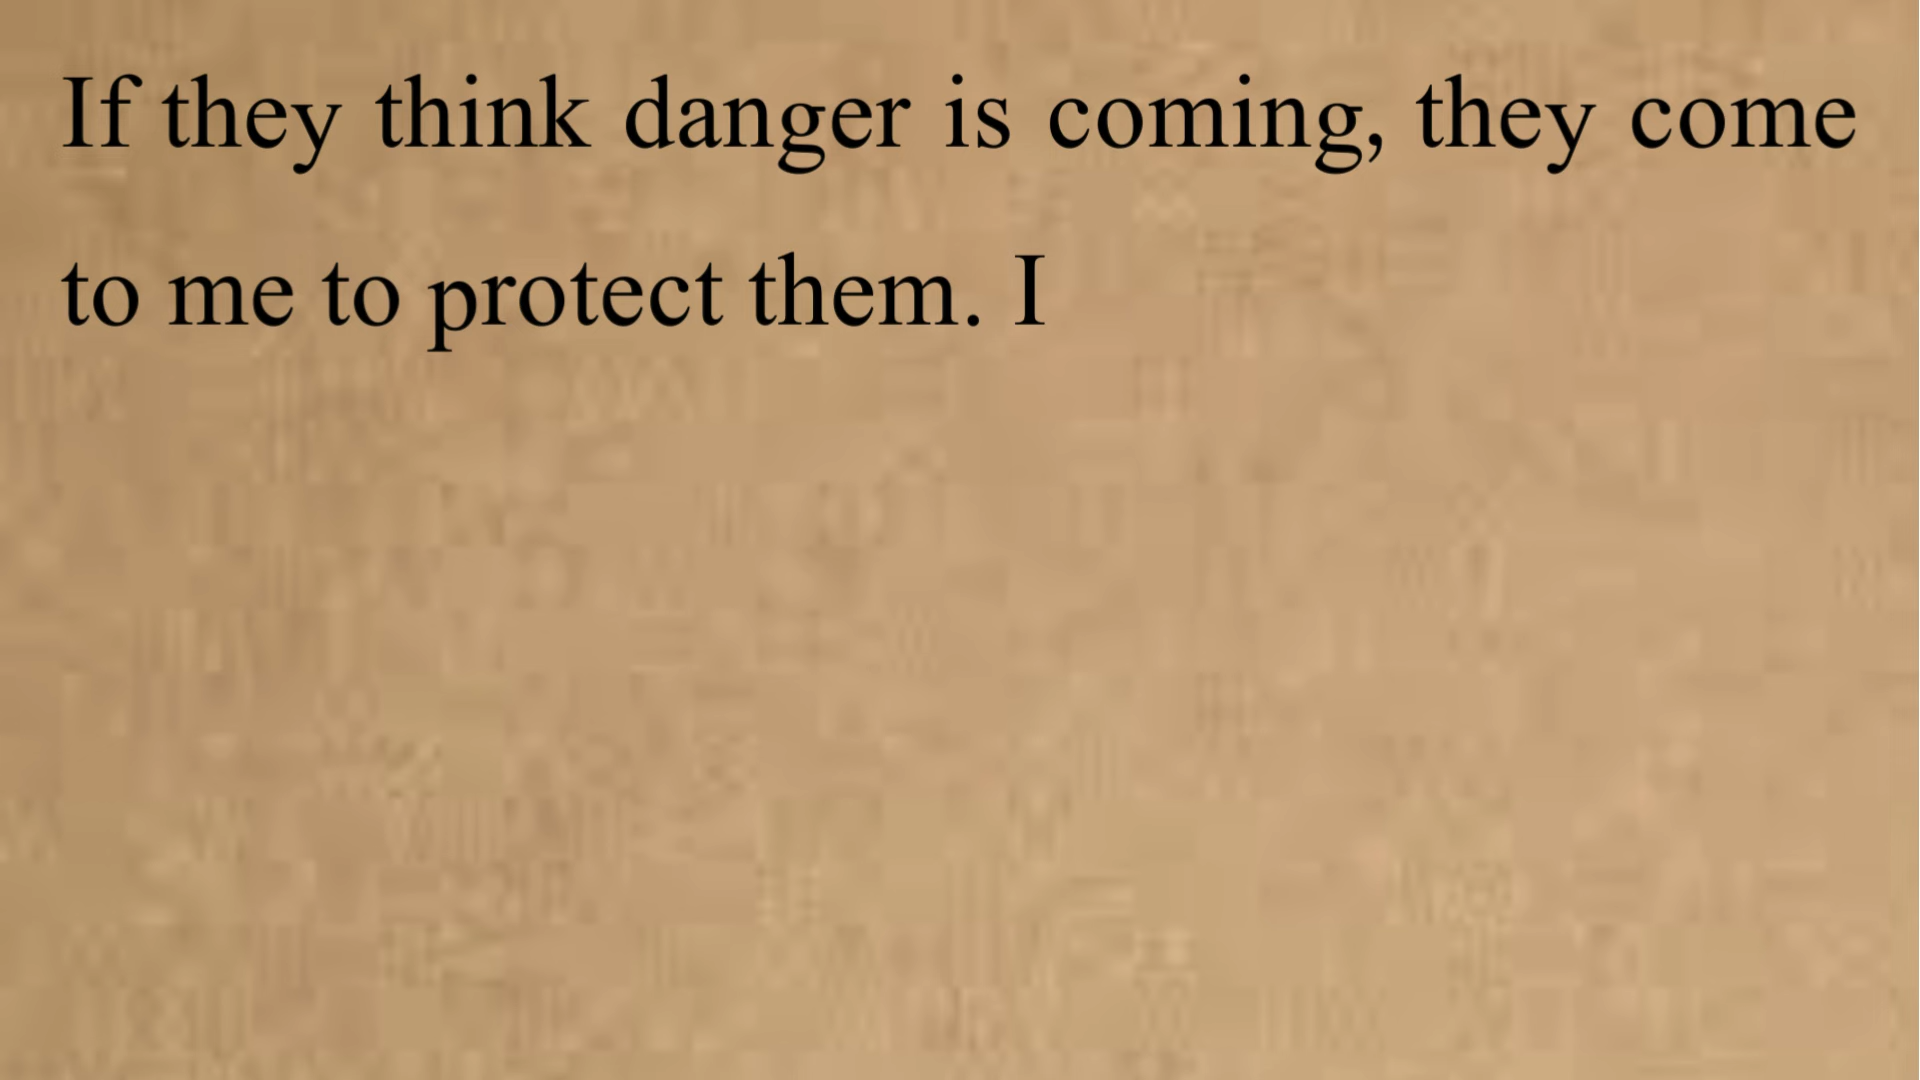 If they think danger is coming, they come
to me to protect them. I